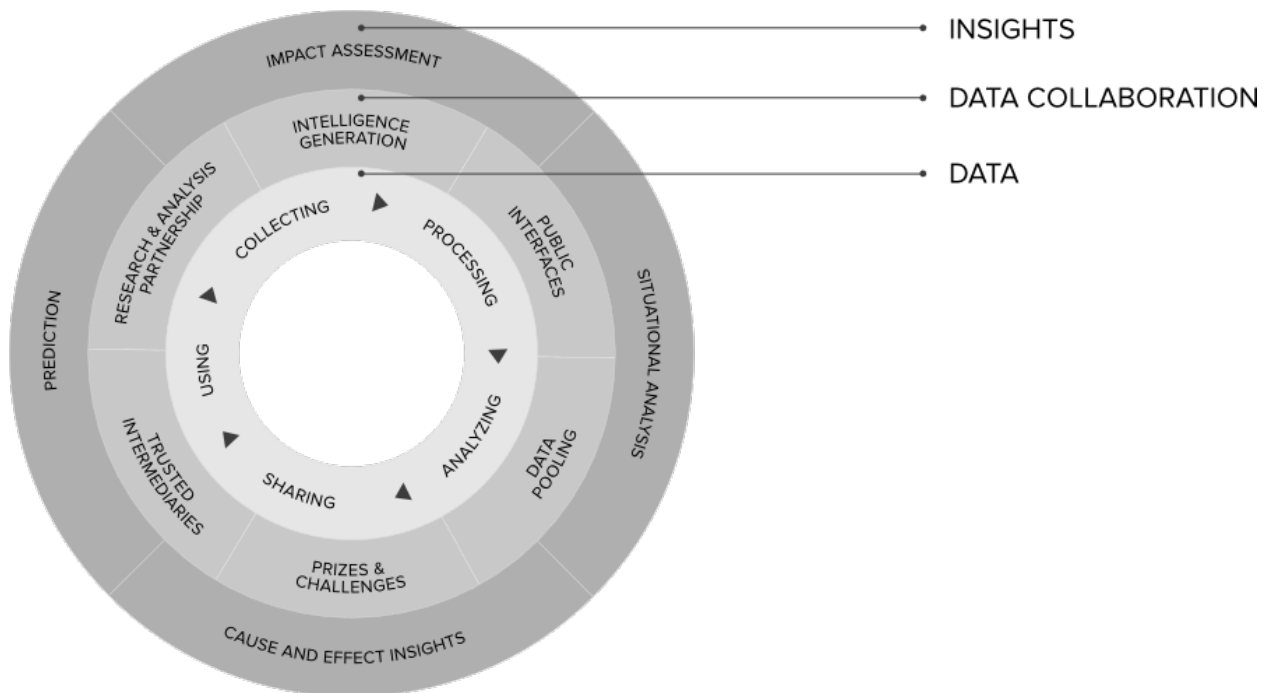 INSIGHTS
DATA COLLABORATION
DATA
IMPACT ASSESSMENT
SITUATIONAL ANALYSIS
CAUSE AND EFFECT INSIGHTS
PREDICTION
INTELLIGENCE
GENERATION
PUBLIC
INTERFACES
DATA
POOLING
PRIZES &
CHALLENGES
TRUSTED
INTERMEDIARIES
RESEARCH & ANALYSIS
PARTNERSHIP
COLLECTING
PROCESSING
ANALYZING
SHARING
USING